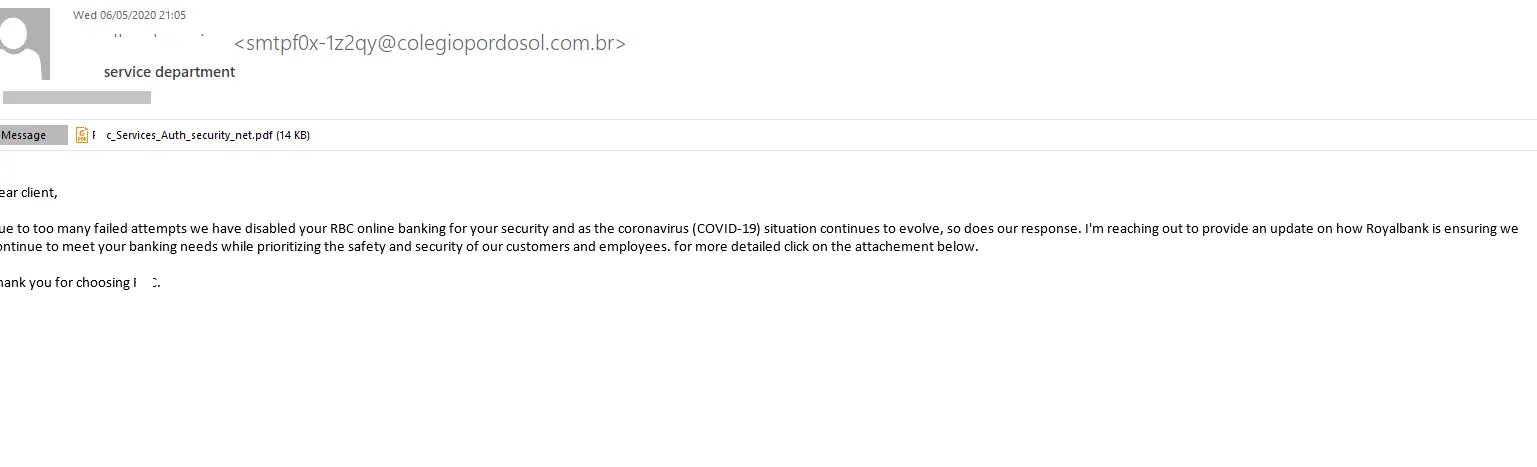 Wed 06/05/2020 21:05
<smtpf0x-1z2qy@colegiopordosol.com.br>
service department
Message
c_Services_Auth_security_net.pdf (14 KB)
ear client,
ue to too many failed attempts we have disabled your RBC online banking for your security and as the coronavirus (COVID-19) situation continues to evolve, so does our response. I'm reaching out to provide an update on how Royalbank is ensuring we
ontinue to meet your banking needs while prioritizing the safety and security of our customers and employees. for more detailed click on the attachement below.
hank you for choosing